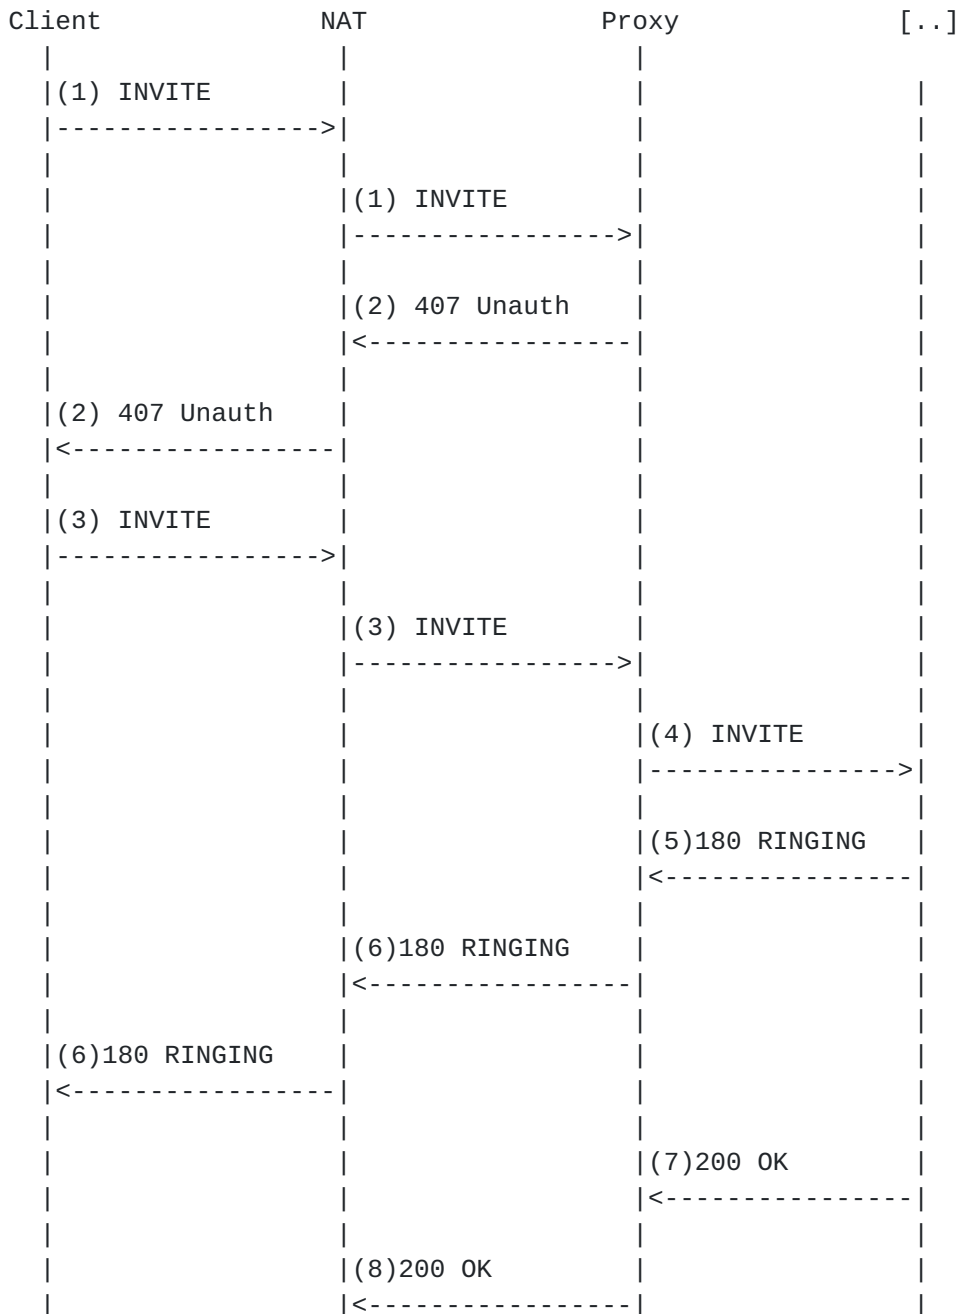 Client NAT Proxy [..]
(1) INVITE
(1) INVITE
(2) 407 Unauth
(2) 407 Unauth
(3) INVITE
(3) INVITE
(4) INVITE
(5)180 RINGING
(6)180 RINGING
(6)180 RINGING
(7)200 OK
(8)200 OK